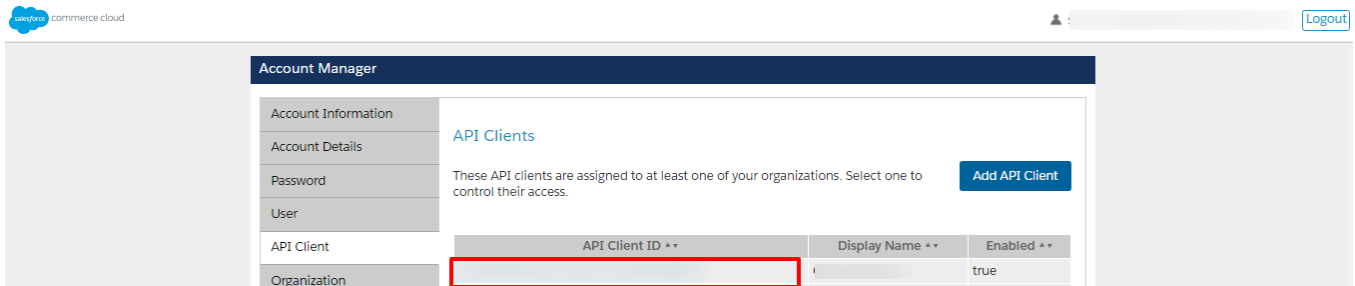 salesforce commerce cloud
Logout
Account Manager
Account Information
Account Details
Password
User
API Client
Organization
API Clients
These API clients are assigned to at least one of your organizations. Select one to
control their access.
Add API Client
API Client ID Display Name Enabled
true